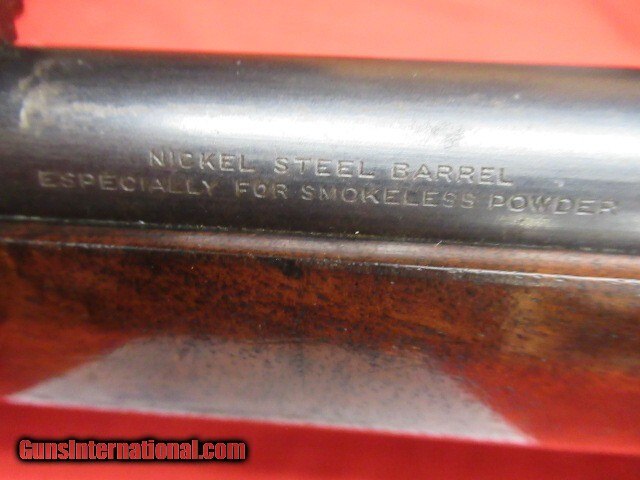 NICKEL STEEL BARREL
ESPECIALLY FOR SMOKELESS POWDER
GunsInternational.com